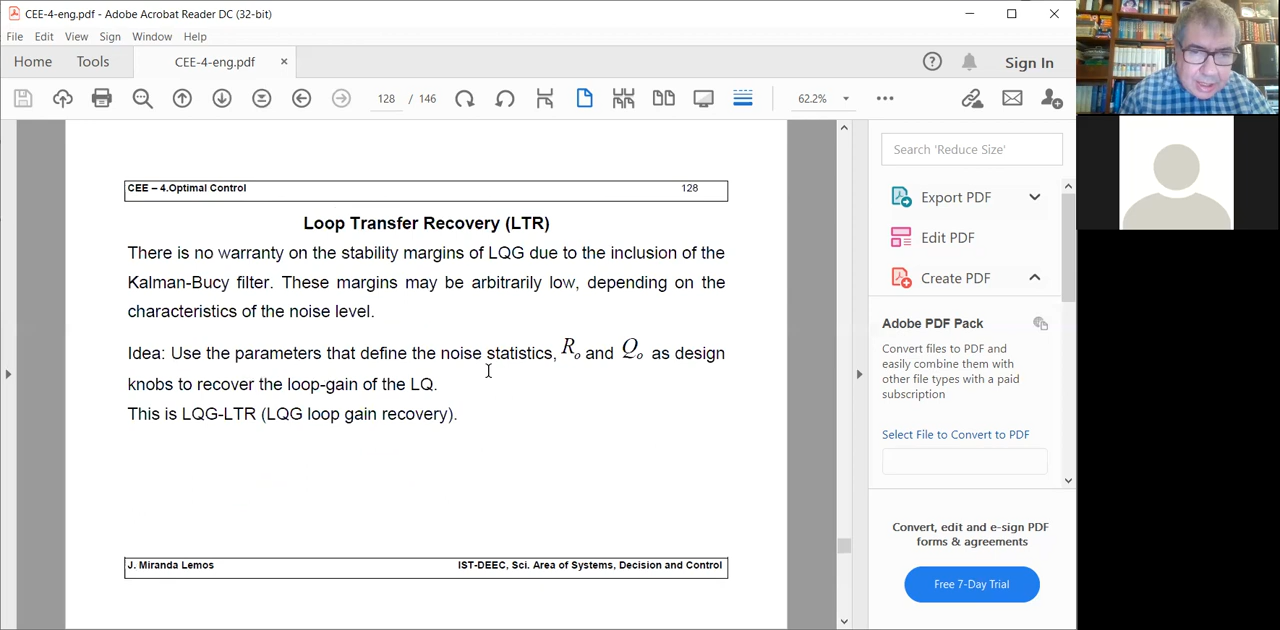 CEE-4-eng.pdf - Adobe Acrobat Reader DC (32-bit)
File Edit View Sign Window Help
Home Tools CEE-4-eng.pdf × Sign In
128 / 146 62.2%
CEE – 4.Optimal Control 128
Loop Transfer Recovery (LTR)
There is no warranty on the stability margins of LQG due to the inclusion of the
Kalman-Bucy filter. These margins may be arbitrarily low, depending on the
characteristics of the noise level.
Idea: Use the parameters that define the noise statistics, Ro and Qo as design
knobs to recover the loop-gain of the LQ.
This is LQG-LTR (LQG loop gain recovery).
J. Miranda Lemos IST-DEEC, Sci. Area of Systems, Decision and Control
Search 'Reduce Size'
Export PDF
Edit PDF
Create PDF
Adobe PDF Pack
Convert files to PDF and
easily combine them with
other file types with a paid
subscription
Select File to Convert to PDF
Convert, edit and e-sign PDF
forms & agreements
Free 7-Day Trial